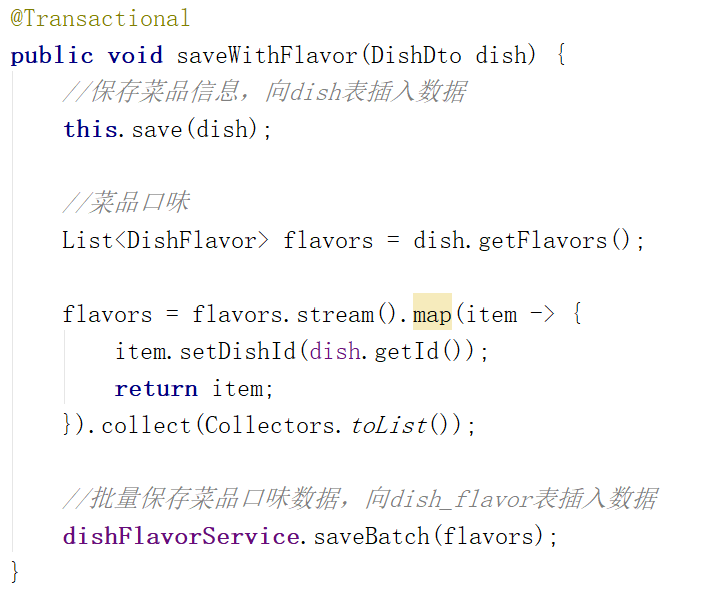 @Transactional
public void saveWithFlavor(DishDto dish) {
//保存菜品信息，向dish表插入数据
this.save(dish);
//菜品口味
List<DishFlavor> flavors = dish.getFlavors();
flavors = flavors.stream().map(item -> {
item.setDishId(dish.getId());
return item;
}).collect(Collectors.toList());
//批量保存菜品口味数据，向dish_flavor表插入数据
dishFlavorService.saveBatch(flavors);
}